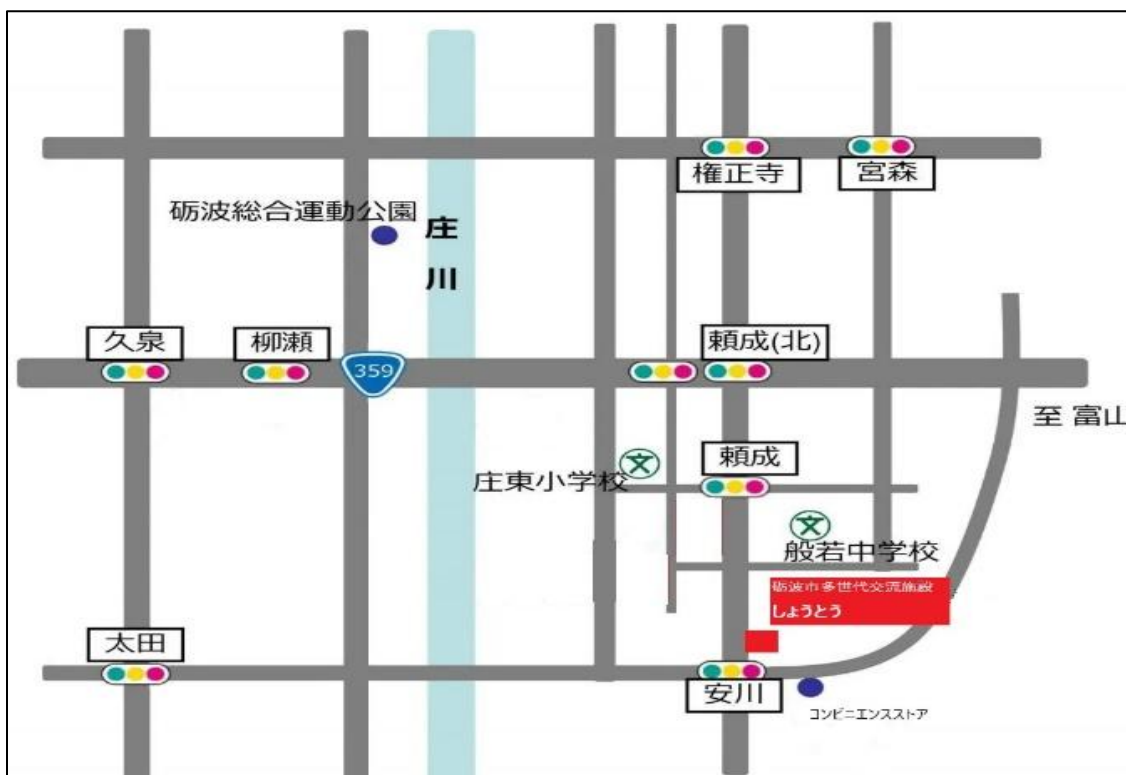 権正寺
宮森
砺波総合運動公園
庄
川
久泉
柳瀬
359
頼成(北)
至 富山
頼成
庄東小学校
文
文
般若中学校
砺波市多世代交流施設
しょうとう
太田
安川
コンビニエンスストア